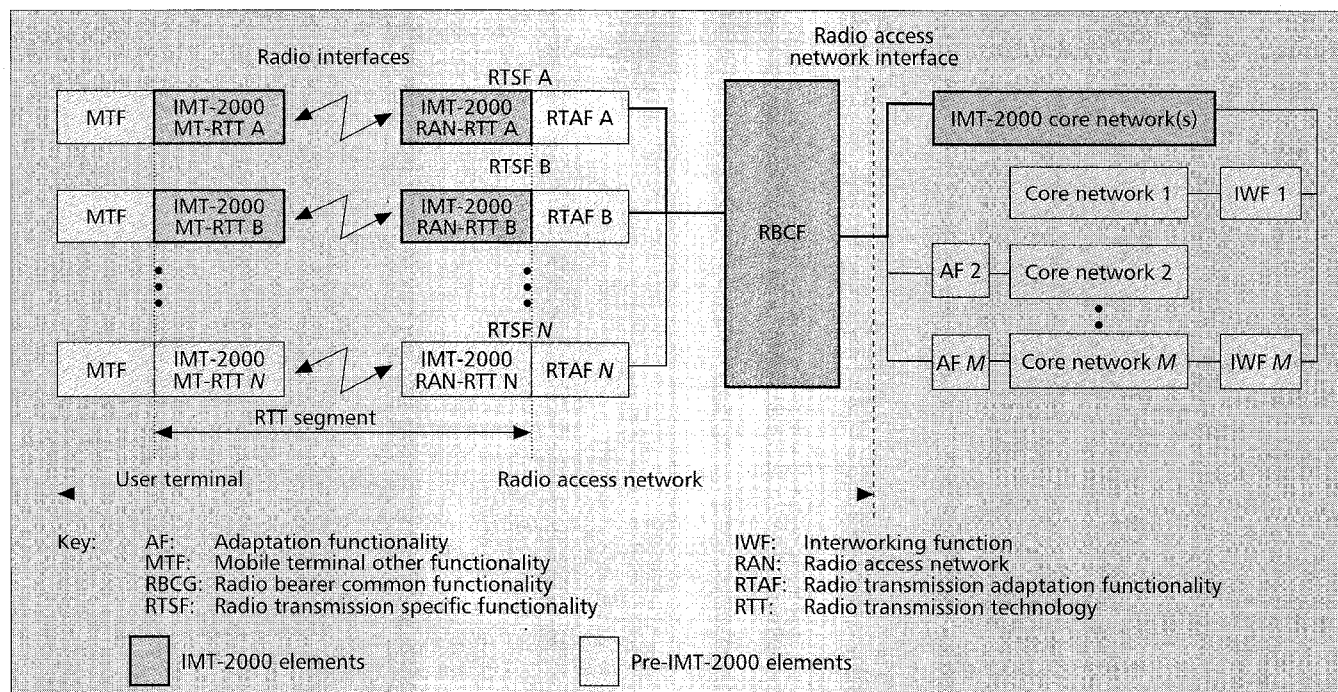 Radio interfaces
Radio access
network interface
RTSF A
MTF
IMT-2000
MT-RTT A
IMT-2000
RAN-RTT A
RTAF A
RTSF B
MTF
IMT-2000
MT-RTT B
IMT-2000
RAN-RTT B
RTAF B
RTSF N
MTF
IMT-2000
MT-RTT N
IMT-2000
RAN-RTT N
RTAF N
RTT segment
RBCF
IMT-2000 core network(s)
Core network 1
IWF 1
AF 2
Core network 2
AF M
Core network M
IWF M
User terminal
Radio access network
Key:
AF: Adaptation functionality
MTF: Mobile terminal other functionality
RBCG: Radio bearer common functionality
RTSF: Radio transmission specific functionality
IWF: Interworking function
RAN: Radio access network
RTAF: Radio transmission adaptation functionality
RTT: Radio transmission technology
IMT-2000 elements
Pre-IMT-2000 elements